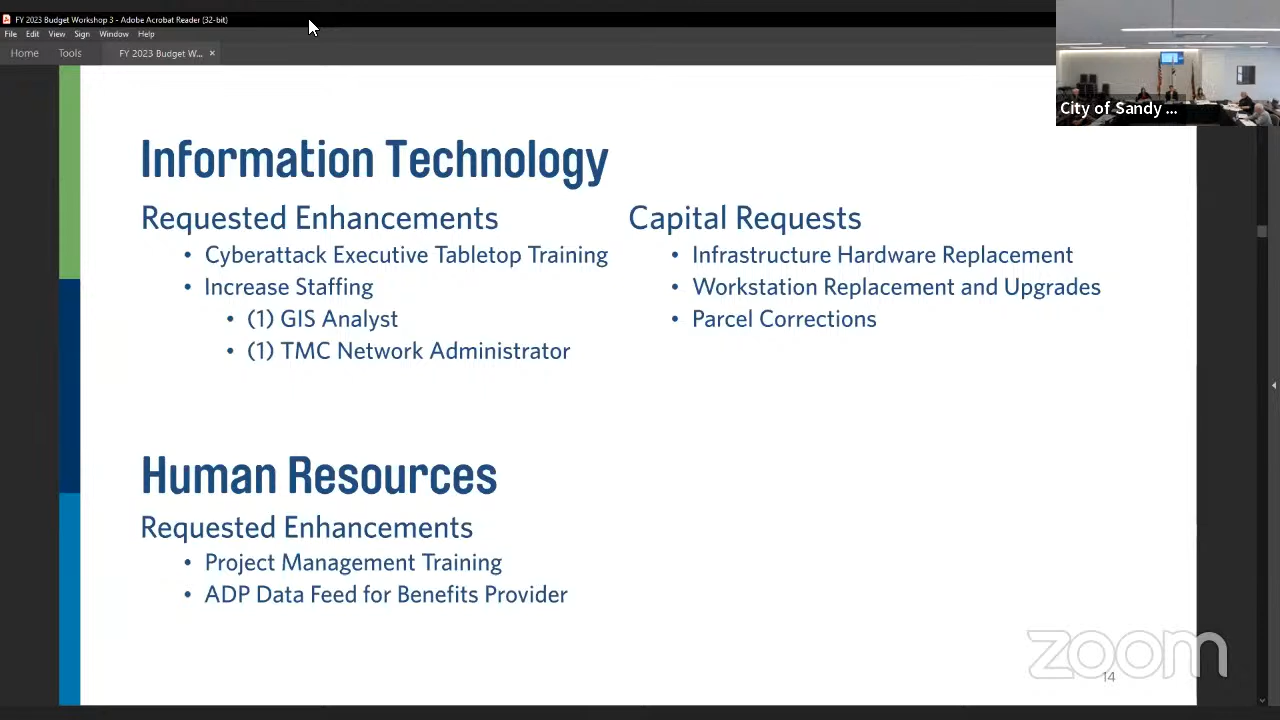 FY 2023 Budget Workshop 3 - Adobe Acrobat Reader (32-bit)
File Edit View Sign Window Help
Home Tools FY 2023 Budget W... ×
City of Sandy ...
Information Technology
Requested Enhancements
• Cyberattack Executive Tabletop Training
• Increase Staffing
• (1) GIS Analyst
• (1) TMC Network Administrator
Capital Requests
• Infrastructure Hardware Replacement
• Workstation Replacement and Upgrades
• Parcel Corrections
Human Resources
Requested Enhancements
• Project Management Training
• ADP Data Feed for Benefits Provider
zoom
14